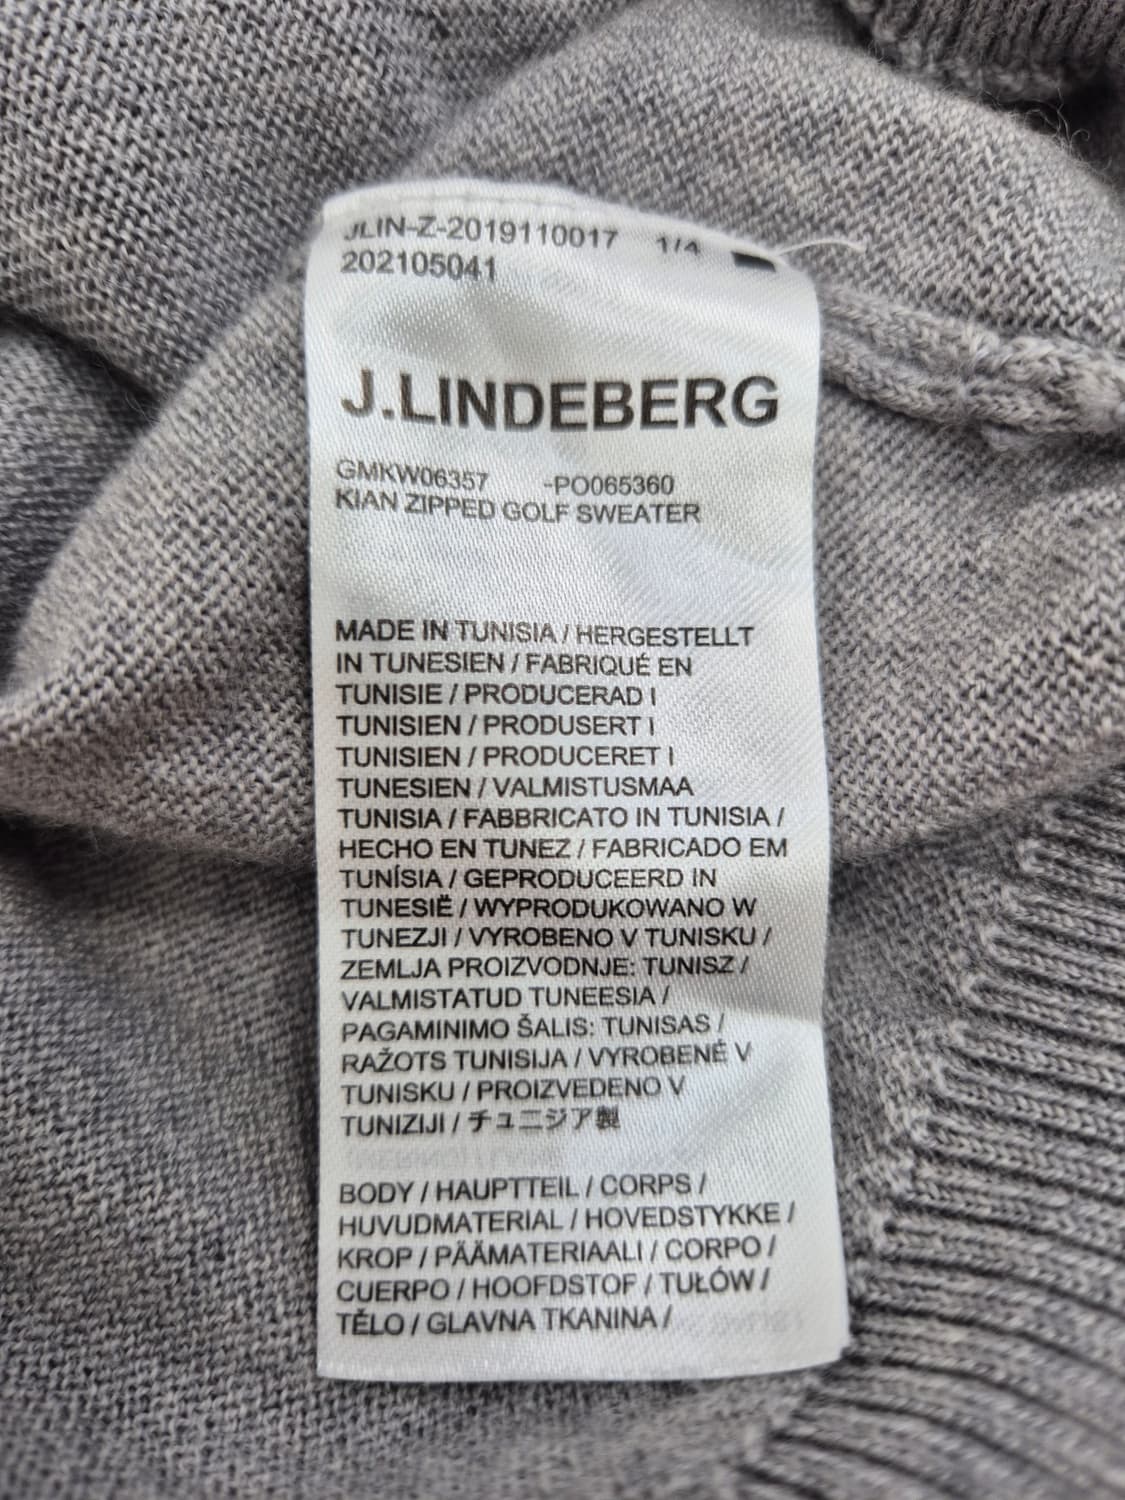 JLIN-Z-2019110017 1/4
202105041
J.LINDEBERG
GMKW06357 -PO065360
KIAN ZIPPED GOLF SWEATER
MADE IN TUNISIA / HERGESTELLT
IN TUNESIEN / FABRIQUÉ EN
TUNISIE / PRODUCERAD I
TUNISIEN / PRODUSERT I
TUNISIEN / PRODUCERET I
TUNESIEN / VALMISTUSMAA
TUNISIA / FABBRICATO IN TUNISIA /
HECHO EN TUNEZ / FABRICADO EM
TUNÍSIA / GEPRODUCEERD IN
TUNESIË / WYPRODUKOWANO W
TUNEZJI / VYROBENO V TUNISKU /
ZEMLJA PROIZVODNJE: TUNISZ /
VALMISTATUD TUNEESIA /
PAGAMINIMO ŠALIS: TUNISAS /
RAŽOTS TUNISIJA / VYROBENÉ V
TUNISKU / PROIZVEDENO V
TUNIZIJI / チュニジア製
BODY / HAUPTTEIL / CORPS /
HUVUDMATERIAL / HOVEDSTYKKE /
KROP / PÄÄMATERIAALI / CORPO /
CUERPO / HOOFDSTOF / TUŁÓW /
TĚLO / GLAVNA TKANINA /